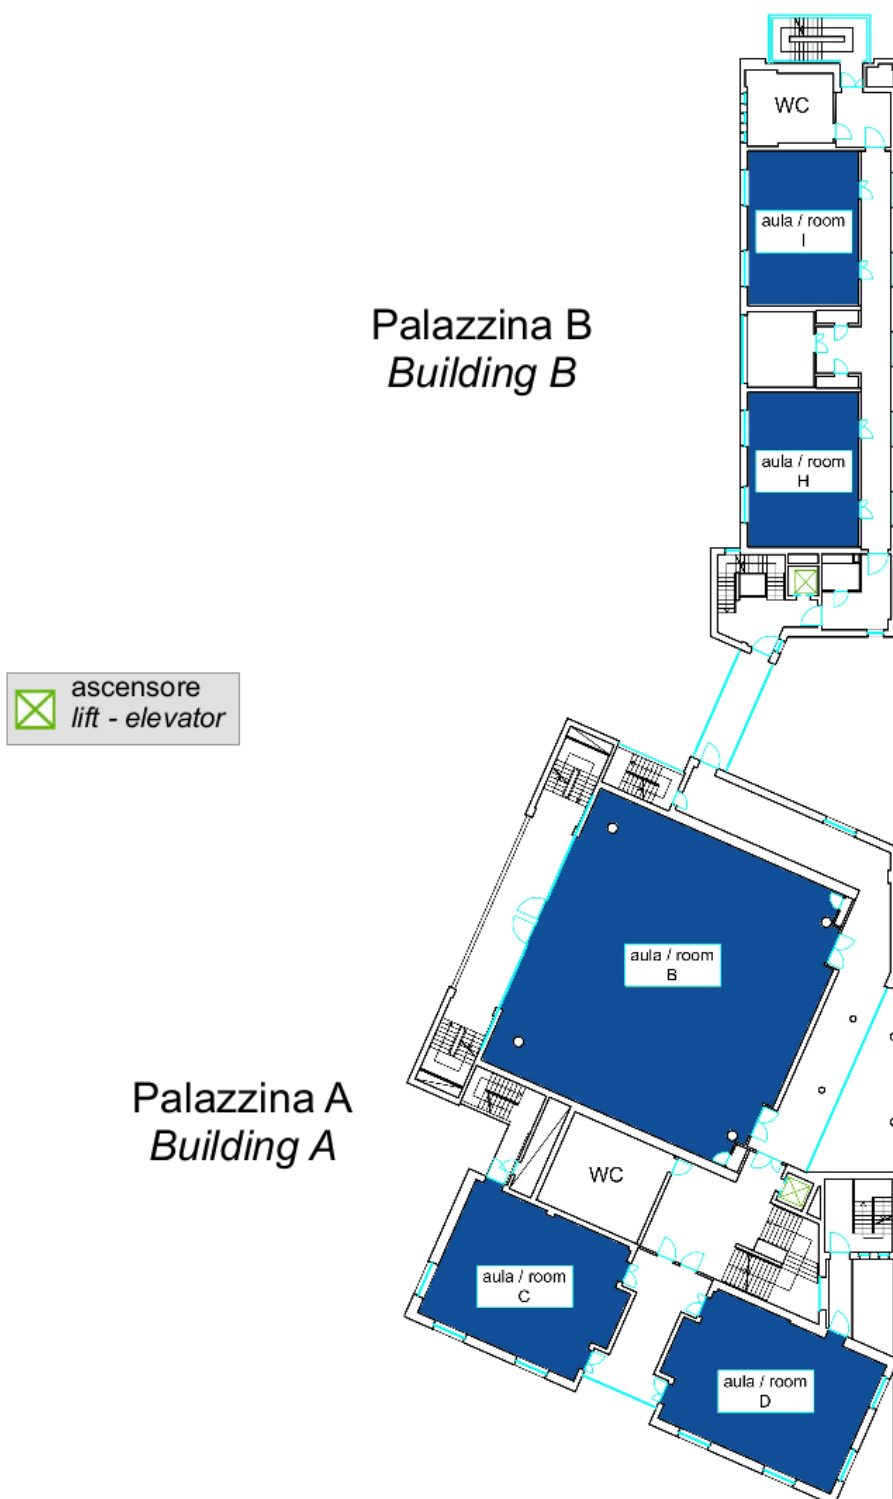 WC
aula / room
I
Palazzina B
Building B
aula / room
H
ascensore
lift - elevator
aula / room
B
Palazzina A
Building A
WC
aula / room
C
aula / room
D